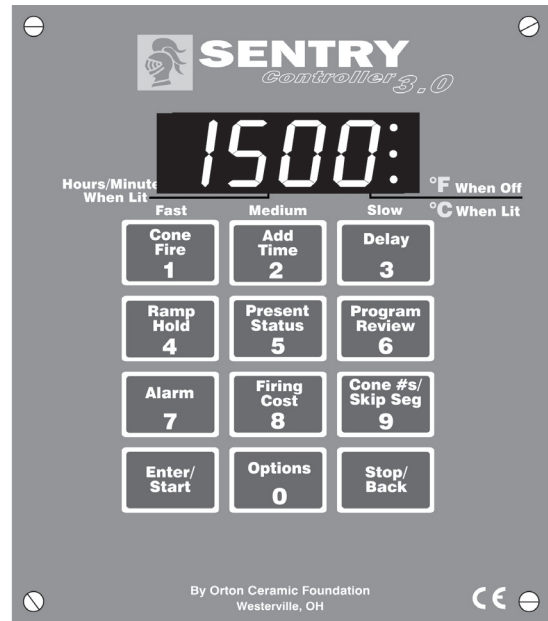 SENTRY
Controller 3.0
1500:
Hours/Minute
When Lit
°F When Off
°C When Lit
Fast Medium Slow
Cone
Fire
1
Add
Time
2
Delay
3
Ramp
Hold
4
Present
Status
5
Program
Review
6
Alarm
7
Firing
Cost
8
Cone #s/
Skip Seg
9
Enter/
Start
Options
0
Stop/
Back
By Orton Ceramic Foundation
Westerville, OH
CE